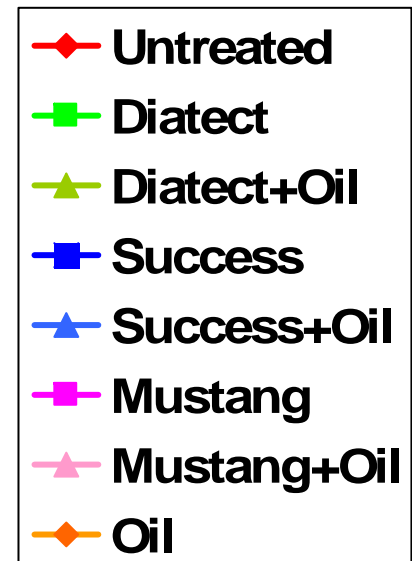 Untreated
Diatect
Diatect+Oil
Success
Success+Oil
Mustang
Mustang+Oil
Oil